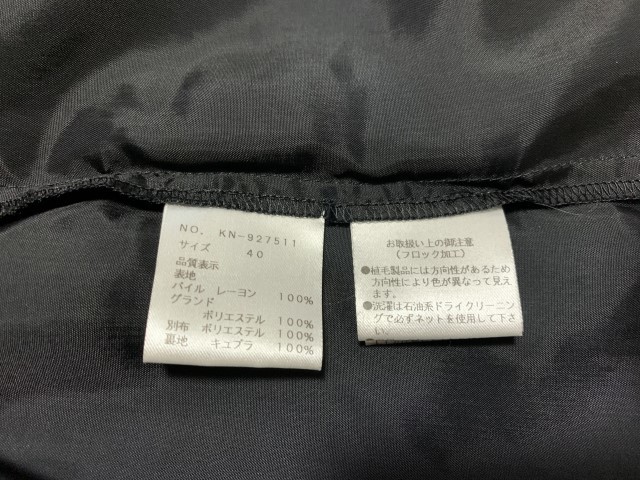 NO. KN-927511
サイズ 40
品質表示
表地
パイル レーヨン 100%
グランド
ポリエステル 100%
別布 ポリエステル 100%
裏地 キュプラ 100%
お取扱い上の御注意
(フロック加工)
●植毛製品には方向性があるため
方向性により色が異なって見え
ます。
●洗濯は石油系ドライクリーニン
グで必ずネットを使用して下さ
い。